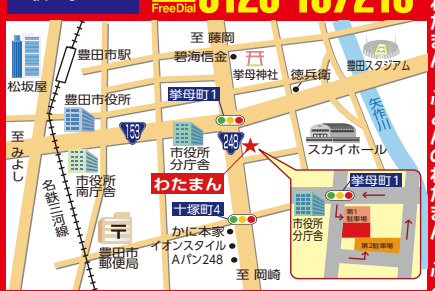 FreeDial
至 藤岡
碧海信金
挙母神社
徳兵衛
豊田スタジアム
豊田市駅
松坂屋
豊田市役所
挙母町1
矢作川
153
248
市役所
分庁舎
スカイホール
至 みよし
市役所
南庁舎
わたまん
名鉄三河線
十塚町4
豊田市
郵便局
かに本家
イオンスタイル
Aパン248
至 岡崎
挙母町1
市役所
分庁舎
第1
駐車場
第2駐車場